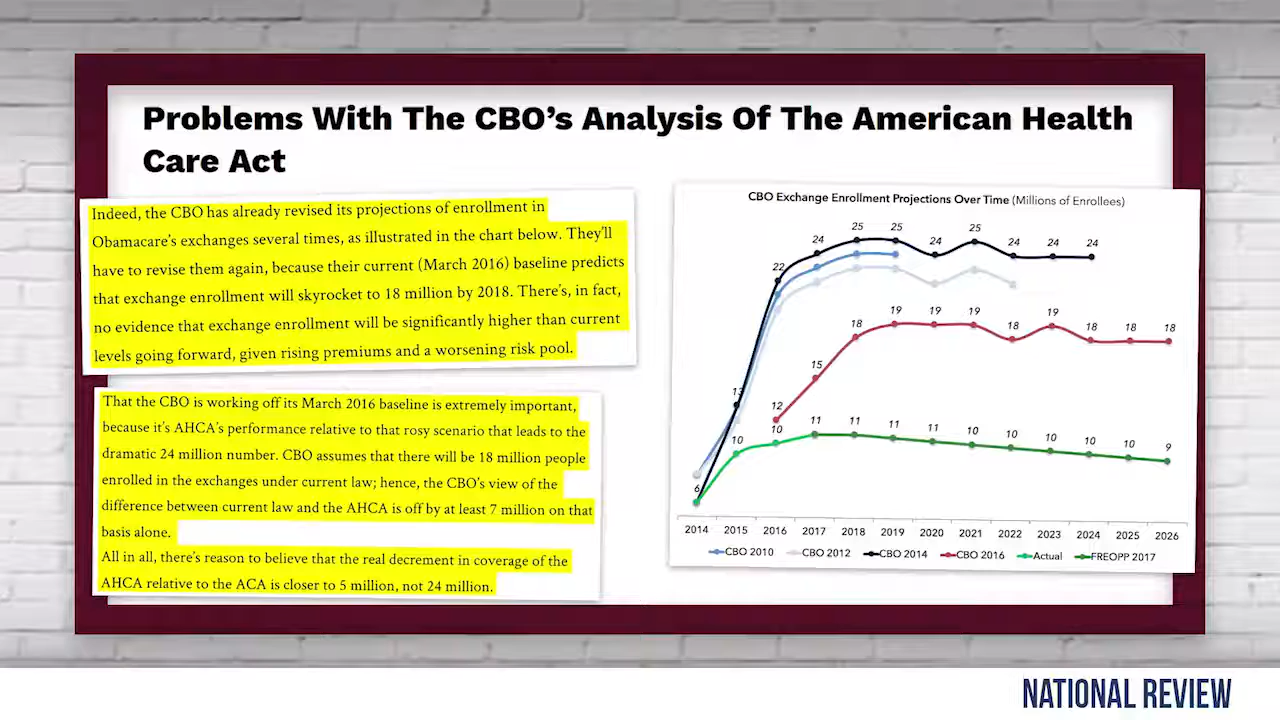 Problems With The CBO's Analysis Of The American Health
Care Act
Indeed, the CBO has already revised its projections of enrollment in
Obamacare's exchanges several times, as illustrated in the chart below. They'll
have to revise them again, because their current (March 2016) baseline predicts
that exchange enrollment will skyrocket to 18 million by 2018. There's, in fact,
no evidence that exchange enrollment will be significantly higher than current
levels going forward, given rising premiums and a worsening risk pool.
That the CBO is working off its March 2016 baseline is extremely important,
because it's AHCA's performance relative to that rosy scenario that leads to the
dramatic 24 million number. CBO assumes that there will be 18 million people
enrolled in the exchanges under current law; hence, the CBO's view of the
difference between current law and the AHCA is off by at least 7 million on that
basis alone.
All in all, there's reason to believe that the real decrement in coverage of the
AHCA relative to the ACA is closer to 5 million, not 24 million.
CBO Exchange Enrollment Projections Over Time (Millions of Enrollees)
22 24 25 25 24 25 24 24 24
13
12 15 18 19 19 19 18 19 18 18 18
6 10 10 11 11 11 11 10 10 10 10 10 9
2014 2015 2016 2017 2018 2019 2020 2021 2022 2023 2024 2025 2026
CBO 2010 CBO 2012 CBO 2014 CBO 2016 Actual FREOPP 2017
NATIONAL REVIEW